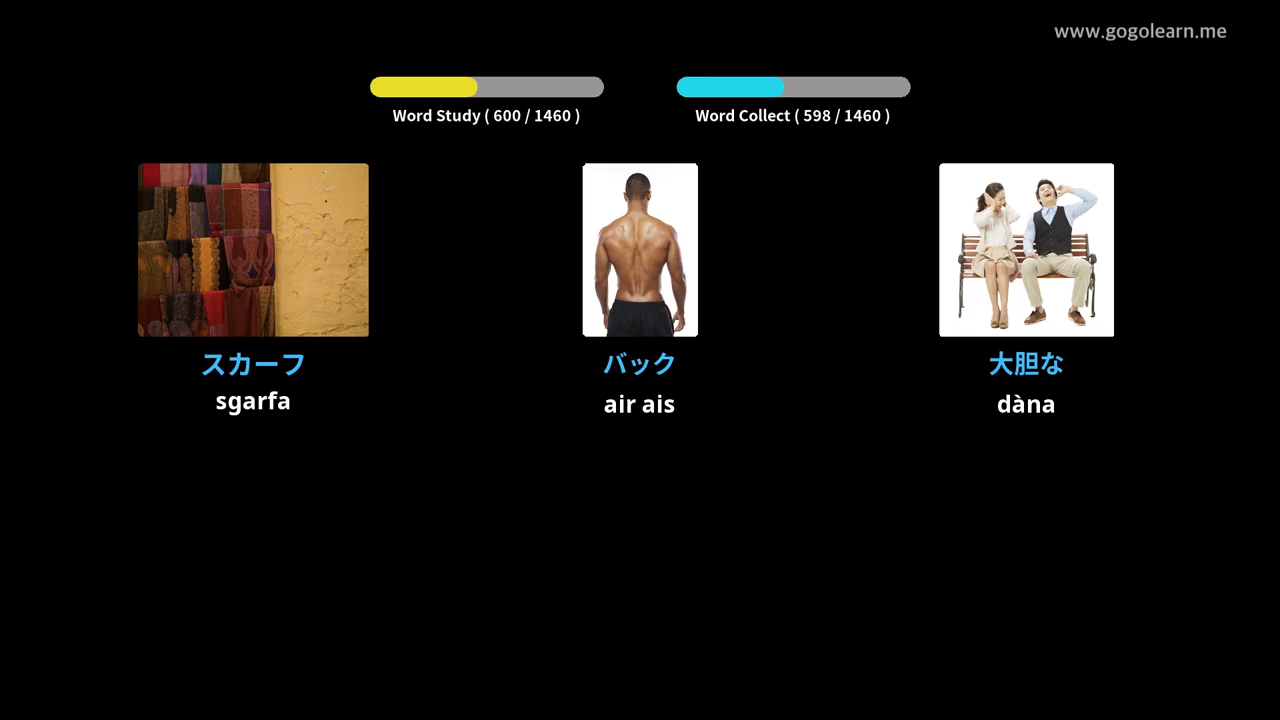 www.gogolearn.me
Word Study ( 600 / 1460 )
Word Collect ( 598 / 1460 )
スカーフ
sgarfa
バック
air ais
大胆な
dàna